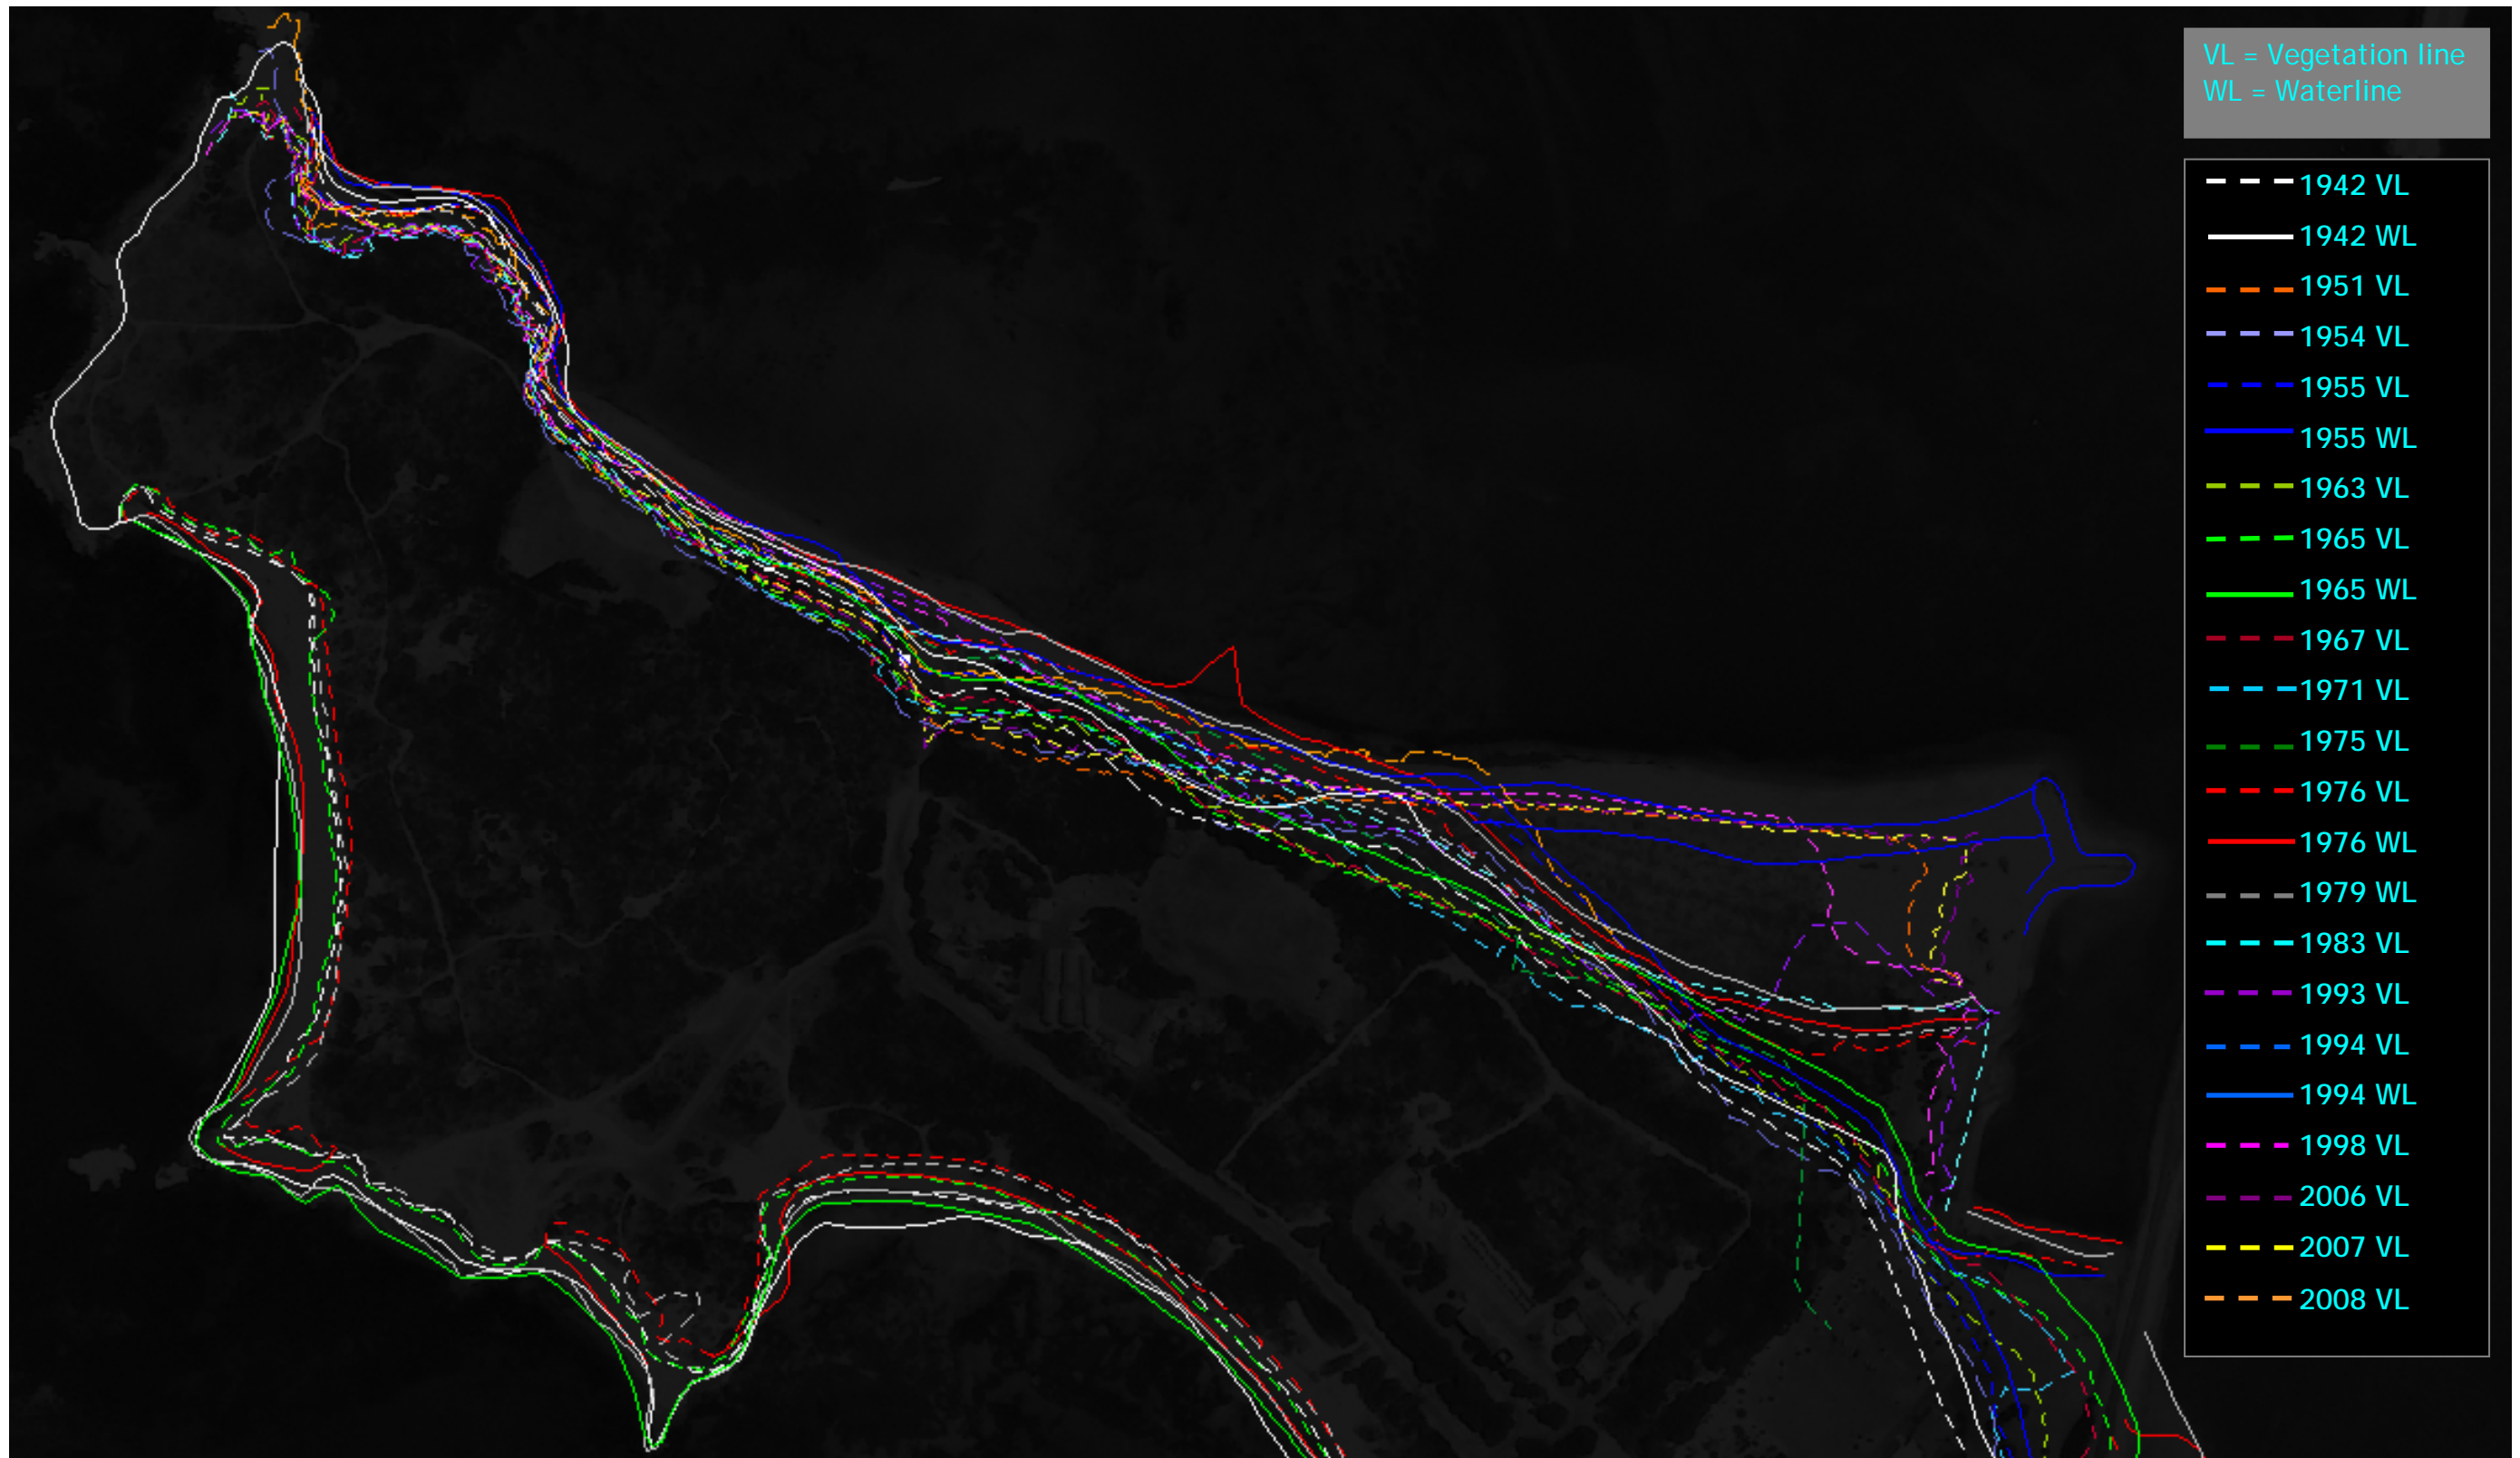 VL = Vegetation line
WL = Waterline
1942 VL
1942 WL
1951 VL
1954 VL
1955 VL
1955 WL
1963 VL
1965 VL
1965 WL
1967 VL
1971 VL
1975 VL
1976 VL
1976 WL
1979 WL
1983 VL
1993 VL
1994 VL
1994 WL
1998 VL
2006 VL
2007 VL
2008 VL